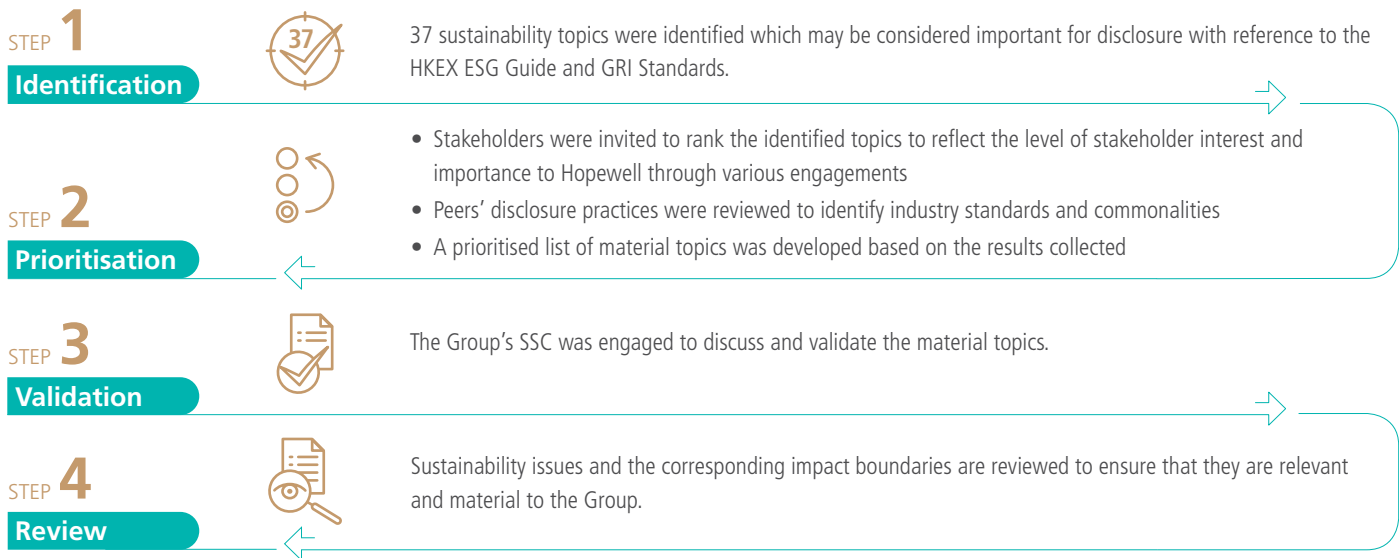 STEP 1
Identification
37
37 sustainability topics were identified which may be considered important for disclosure with reference to the
HKEX ESG Guide and GRI Standards.
STEP 2
Prioritisation
• Stakeholders were invited to rank the identified topics to reflect the level of stakeholder interest and
importance to Hopewell through various engagements
• Peers’ disclosure practices were reviewed to identify industry standards and commonalities
• A prioritised list of material topics was developed based on the results collected
STEP 3
Validation
The Group’s SSC was engaged to discuss and validate the material topics.
STEP 4
Review
Sustainability issues and the corresponding impact boundaries are reviewed to ensure that they are relevant
and material to the Group.